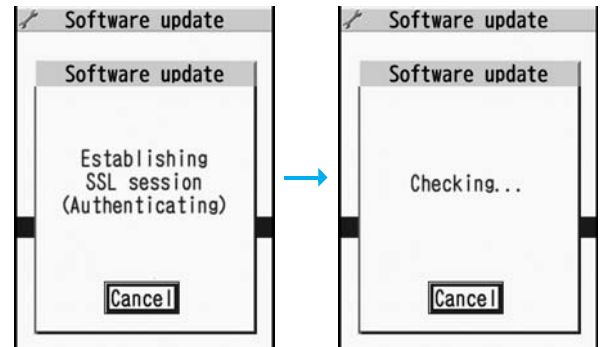 Software update
Software update
Establishing
SSL session
(Authenticating)
Cancel
Software update
Software update
Checking...
Cancel